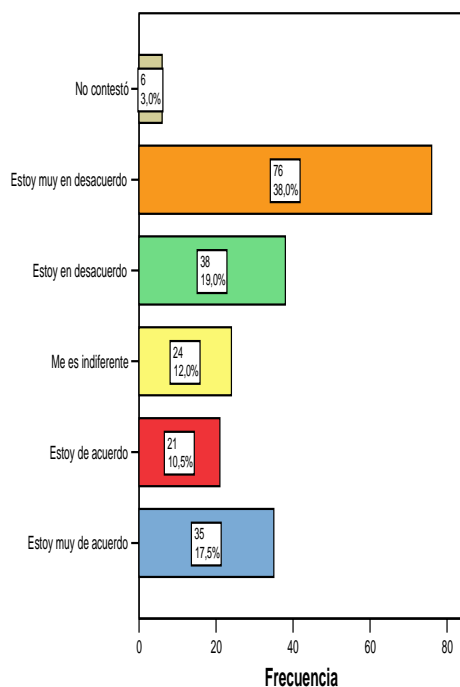 No contestó
6
3,0%
Estoy muy en desacuerdo
76
38,0%
Estoy en desacuerdo
38
19,0%
Me es indiferente
24
12,0%
Estoy de acuerdo
21
10,5%
Estoy muy de acuerdo
35
17,5%
0 20 40 60 80
Frecuencia